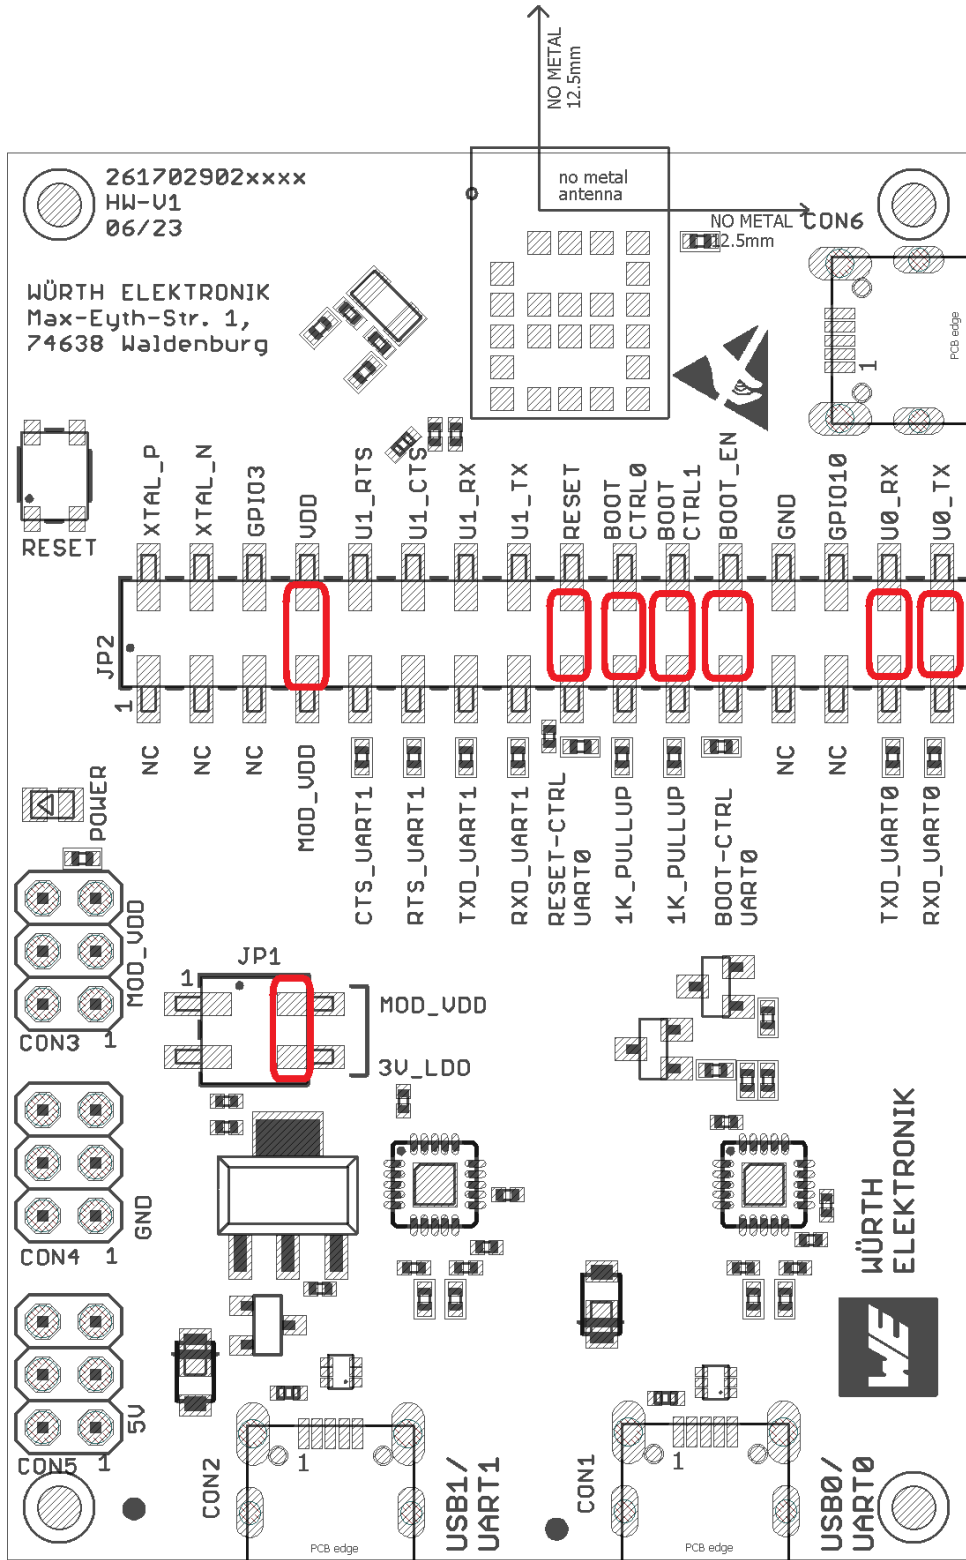 NO METAL
12.5mm
261702902xxxx
HW-V1
06/23
no metal
antenna
NO METAL
12.5mm
CON6
WÜRTH ELEKTRONIK
Max-Eyth-Str. 1,
74638 Waldenburg
PCB edge
1
RESET
XTAL_P
XTAL_N
GPIO3
VDD
U1_RTS
U1_CTS
U1_RX
U1_TX
RESET
BOOT
CTRL0
BOOT
CTRL1
BOOT_EN
GND
GPIO10
U0_RX
U0_TX
JP2
1
NC
NC
NC
MOD_VDD
CTS_UART1
RTS_UART1
TXD_UART1
RXD_UART1
RESET-CTRL
UART0
1K_PULLUP
1K_PULLUP
BOOT-CTRL
UART0
NC
NC
TXD_UART0
RXD_UART0
POWER
MOD_VDD
CON3 1
JP1
1
MOD_VDD
3V_LDO
GND
CON4 1
WÜRTH
ELEKTRONIK
WE
5V
CON5 1
CON2
1
PCB edge
USB1/
UART1
CON1
1
PCB edge
USB0/
UART0